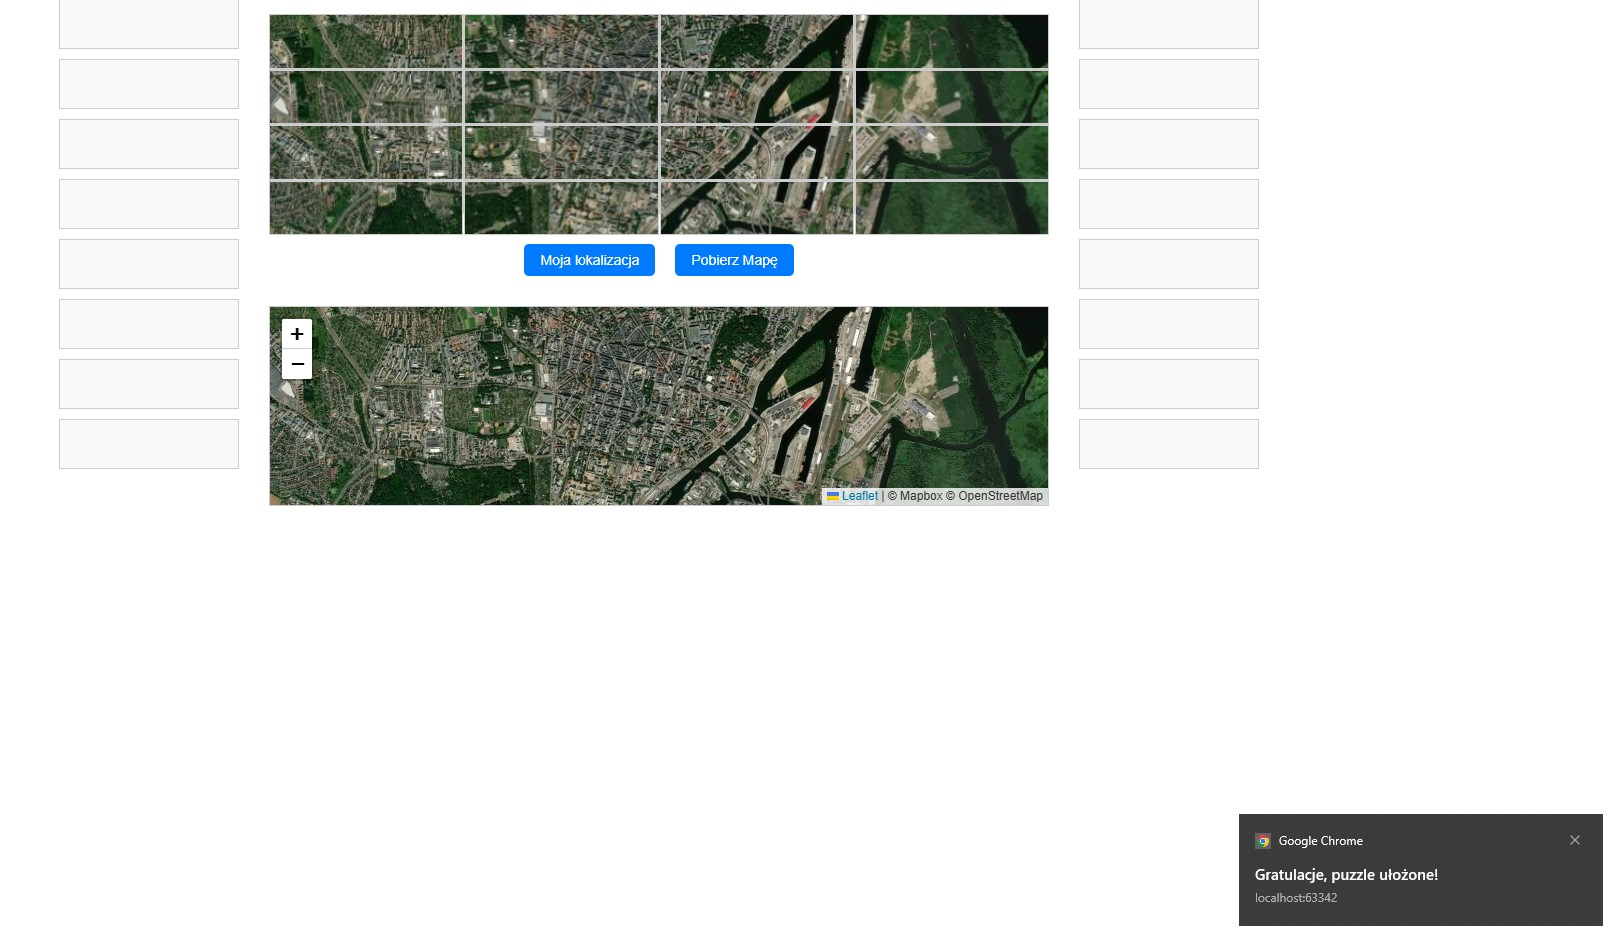 Moja lokalizacja
Pobierz Mapę
+
−
Leaflet | © Mapbox © OpenStreetMap
Google Chrome
Gratulacje, puzzle ułożone!
localhost:63342